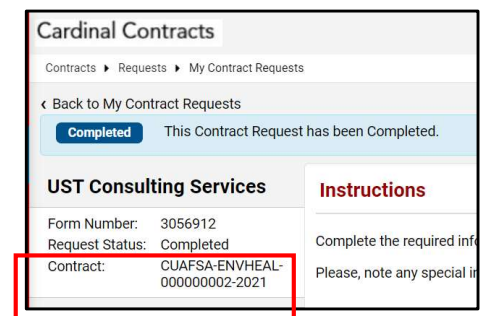 Cardinal Contracts
Contracts ▸ Requests ▸ My Contract Requests
‹ Back to My Contract Requests
Completed This Contract Request has been Completed.
UST Consulting Services
Form Number: 3056912
Request Status: Completed
Contract: CUAFSA-ENVHEAL-
000000002-2021
Instructions
Complete the required info
Please, note any special in